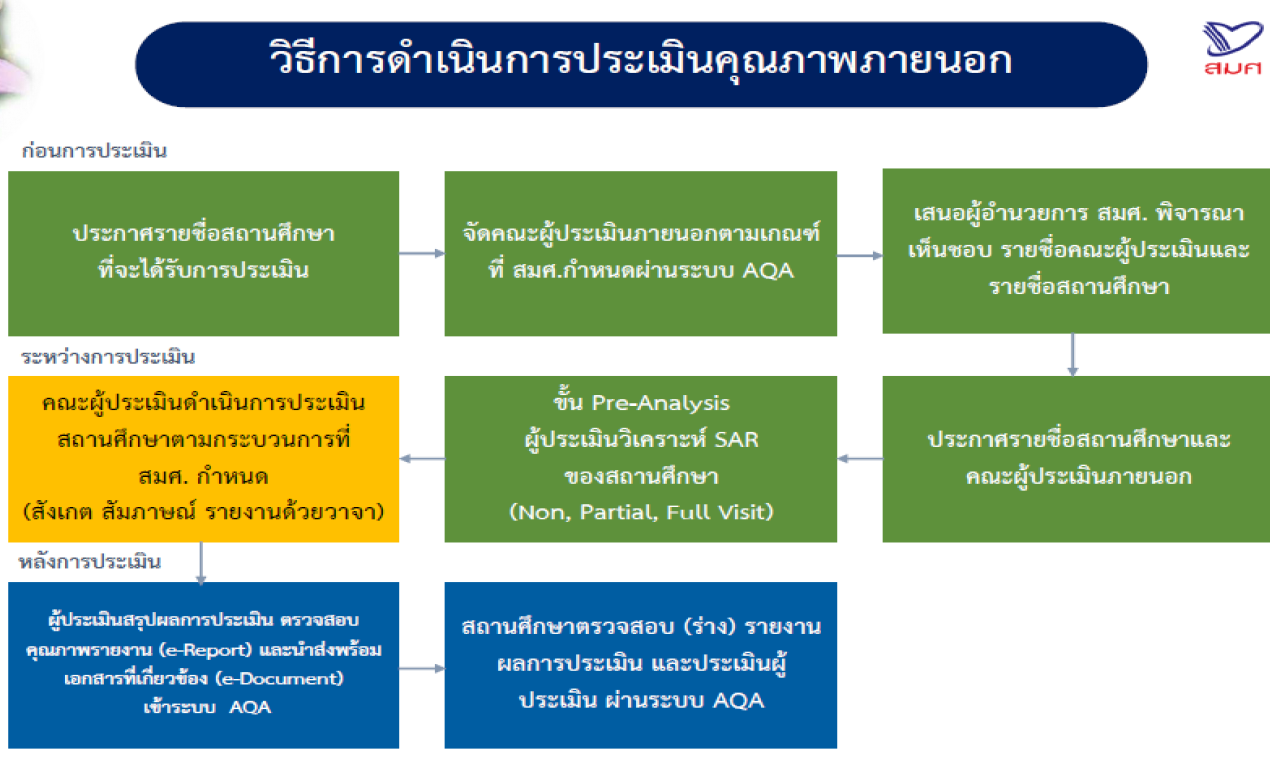 วิธีการดำเนินการประเมินคุณภาพภายนอก
สมศ
ก่อนการประเมิน
ประกาศรายชื่อสถานศึกษา
ที่จะได้รับการประเมิน
จัดคณะผู้ประเมินภายนอกตามเกณฑ์
ที่ สมศ.กำหนดผ่านระบบ AQA
เสนอผู้อำนวยการ สมศ. พิจารณา
เห็นชอบ รายชื่อคณะผู้ประเมินและ
รายชื่อสถานศึกษา
ระหว่างการประเมิน
คณะผู้ประเมินดำเนินการประเมิน
สถานศึกษาตามกระบวนการที่
สมศ. กำหนด
(สังเกต สัมภาษณ์ รายงานด้วยวาจา)
ขั้น Pre-Analysis
ผู้ประเมินวิเคราะห์ SAR
ของสถานศึกษา
(Non, Partial, Full Visit)
ประกาศรายชื่อสถานศึกษาและ
คณะผู้ประเมินภายนอก
หลังการประเมิน
ผู้ประเมินสรุปผลการประเมิน ตรวจสอบ
คุณภาพรายงาน (e-Report) และนำส่งพร้อม
เอกสารที่เกี่ยวข้อง (e-Document)
เข้าระบบ AQA
สถานศึกษาตรวจสอบ (ร่าง) รายงาน
ผลการประเมิน และประเมินผู้
ประเมิน ผ่านระบบ AQA